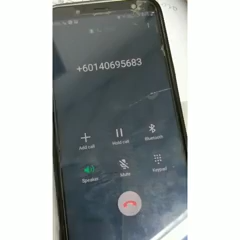 +60140695683
Add call
Hold call
Bluetooth
Speaker
Mute
Keypad